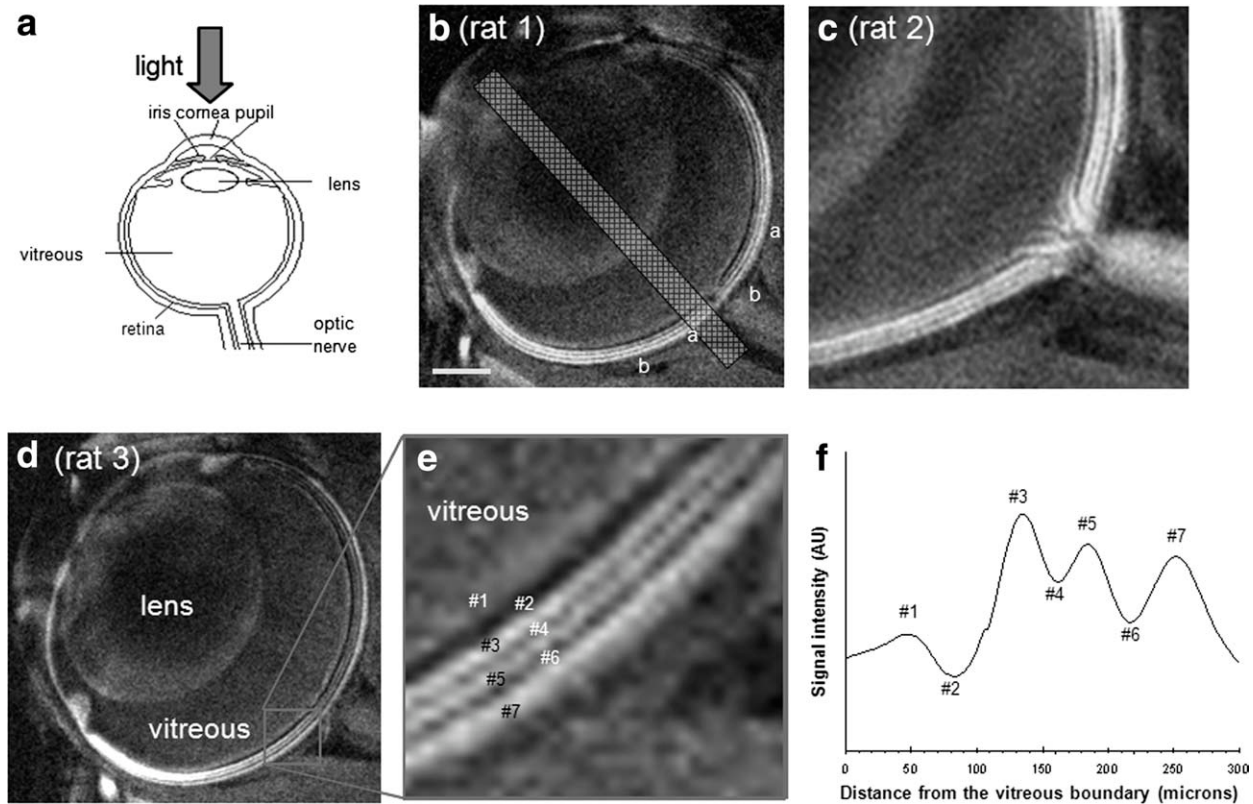 a
light
iris cornea pupil
lens
vitreous
retina
optic
nerve
b (rat 1)
a
b
a
b
c (rat 2)
d (rat 3)
lens
vitreous
e
vitreous
#1
#2
#3
#4
#5
#6
#7
f
Signal intensity (AU)
#1
#2
#3
#4
#5
#6
#7
0 50 100 150 200 250 300
Distance from the vitreous boundary (microns)